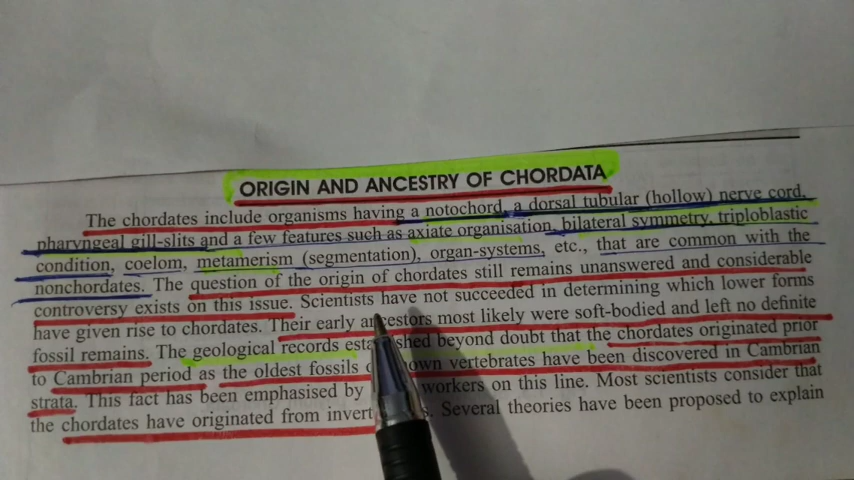 ORIGIN AND ANCESTRY OF CHORDATA
The chordates include organisms having a notochord, a dorsal tubular (hollow) nerve cord,
pharyngeal gill-slits and a few features such as axiate organisation, bilateral symmetry, triploblastic
condition, coelom, metamerism (segmentation), organ-systems, etc., that are common with the
nonchordates. The question of the origin of chordates still remains unanswered and considerable
controversy exists on this issue. Scientists have not succeeded in determining which lower forms
have given rise to chordates. Their early ancestors most likely were soft-bodied and left no definite
fossil remains. The geological records established beyond doubt that the chordates originated prior
to Cambrian period as the oldest fossils known vertebrates have been discovered in Cambrian
strata. This fact has been emphasised by workers on this line. Most scientists consider that
the chordates have originated from Several theories have been proposed to explain